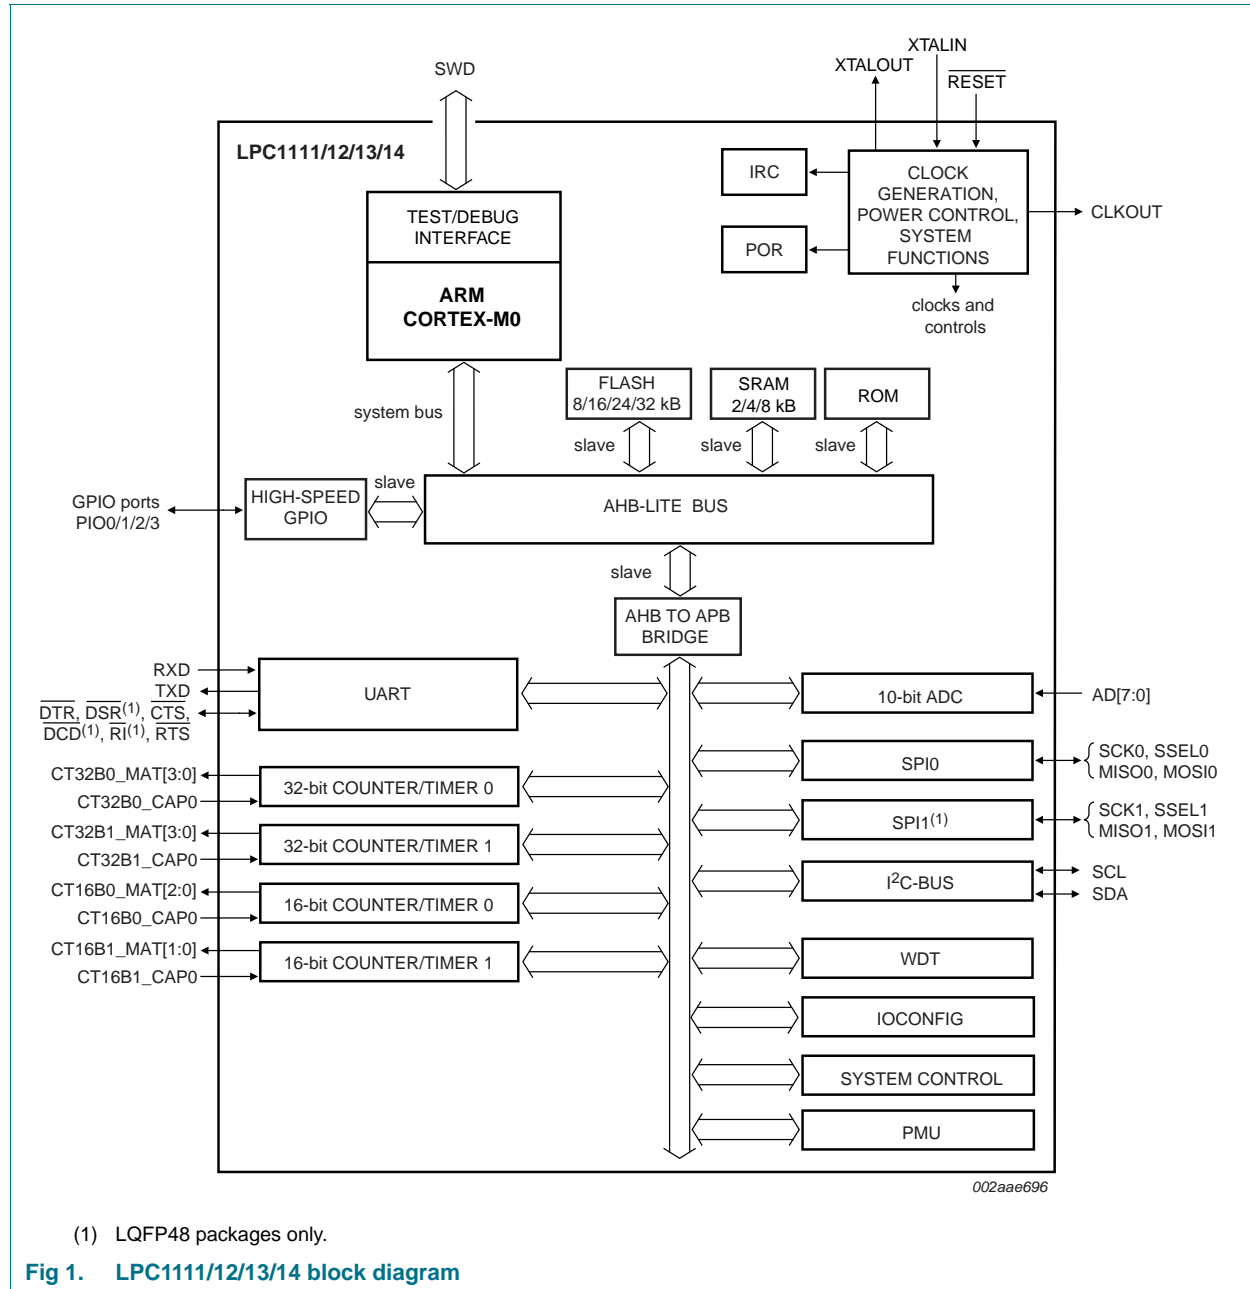 XTALIN
XTALOUT
RESET
SWD
LPC1111/12/13/14
IRC
POR
CLOCK
GENERATION,
POWER CONTROL,
SYSTEM
FUNCTIONS
CLKOUT
clocks and
controls
TEST/DEBUG
INTERFACE
ARM
CORTEX-M0
system bus
FLASH
8/16/24/32 kB
SRAM
2/4/8 kB
ROM
slave
slave
slave
GPIO ports
PIO0/1/2/3
HIGH-SPEED
GPIO
slave
AHB-LITE BUS
slave
AHB TO APB
BRIDGE
RXD
TXD
DTR, DSR(1), CTS,
DCD(1), RI(1), RTS
UART
CT32B0_MAT[3:0]
CT32B0_CAP0
32-bit COUNTER/TIMER 0
CT32B1_MAT[3:0]
CT32B1_CAP0
32-bit COUNTER/TIMER 1
CT16B0_MAT[2:0]
CT16B0_CAP0
16-bit COUNTER/TIMER 0
CT16B1_MAT[1:0]
CT16B1_CAP0
16-bit COUNTER/TIMER 1
10-bit ADC
AD[7:0]
SPI0
SCK0, SSEL0
MISO0, MOSI0
SPI1(1)
SCK1, SSEL1
MISO1, MOSI1
I2C-BUS
SCL
SDA
WDT
IOCONFIG
SYSTEM CONTROL
PMU
002aae696
(1) LQFP48 packages only.
Fig 1. LPC1111/12/13/14 block diagram